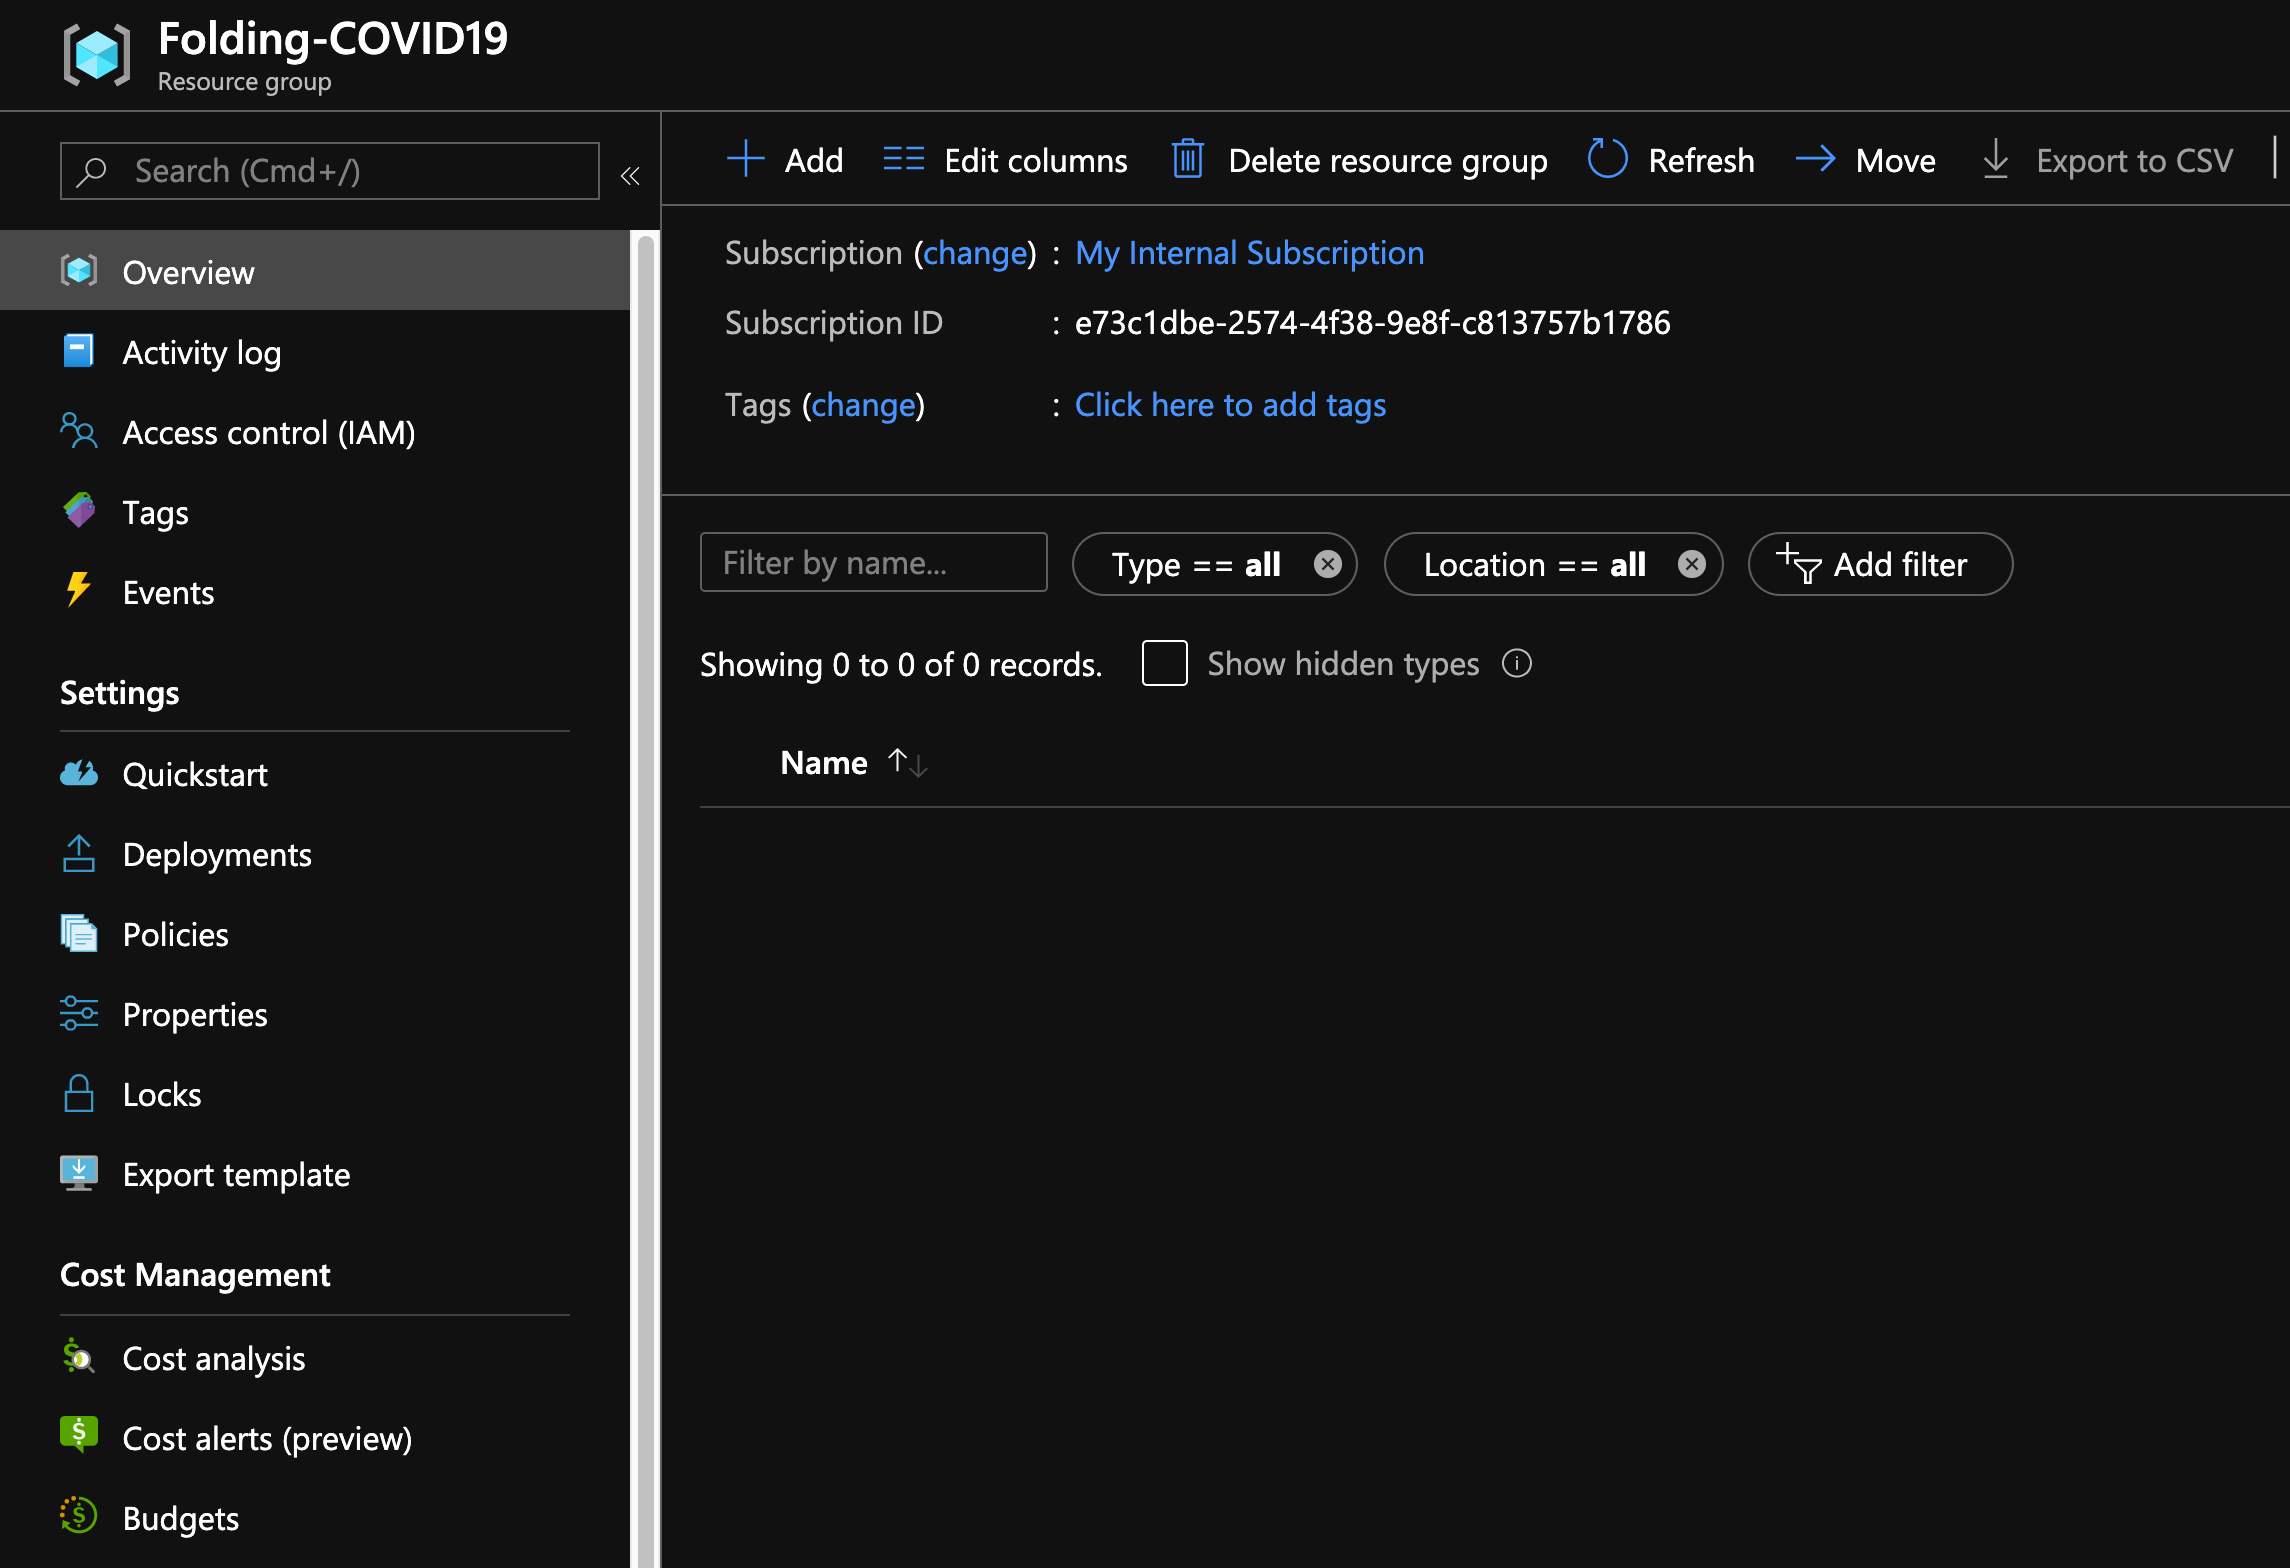 Folding-COVID19
Resource group
Search (Cmd+/)
Overview
Activity log
Access control (IAM)
Tags
Events
Settings
Quickstart
Deployments
Policies
Properties
Locks
Export template
Cost Management
Cost analysis
Cost alerts (preview)
Budgets
Add Edit columns Delete resource group Refresh Move Export to CSV
Subscription (change) : My Internal Subscription
Subscription ID : e73c1dbe-2574-4f38-9e8f-c813757b1786
Tags (change) : Click here to add tags
Filter by name... Type == all Location == all Add filter
Showing 0 to 0 of 0 records. Show hidden types
Name